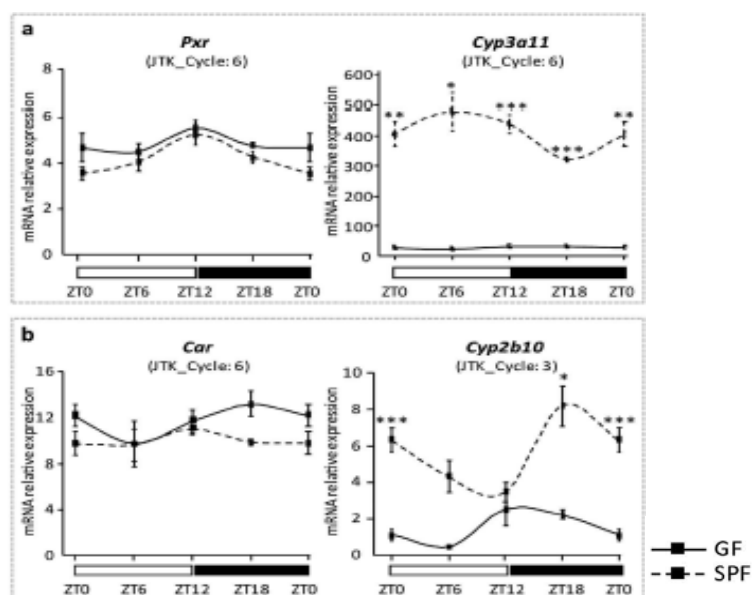 a
Pxr
(JTK_Cycle: 6)
mRNA relative expression
8
6
4
2
0
ZT0 ZT6 ZT12 ZT18 ZT0
Cyp3a11
(JTK_Cycle: 6)
mRNA relative expression
600
500
400
300
200
100
0
** * *** *** **
ZT0 ZT6 ZT12 ZT18 ZT0
b
Car
(JTK_Cycle: 6)
mRNA relative expression
16
12
8
4
0
ZT0 ZT6 ZT12 ZT18 ZT0
Cyp2b10
(JTK_Cycle: 3)
mRNA relative expression
10
8
6
4
2
0
*** * ***
ZT0 ZT6 ZT12 ZT18 ZT0
GF
SPF